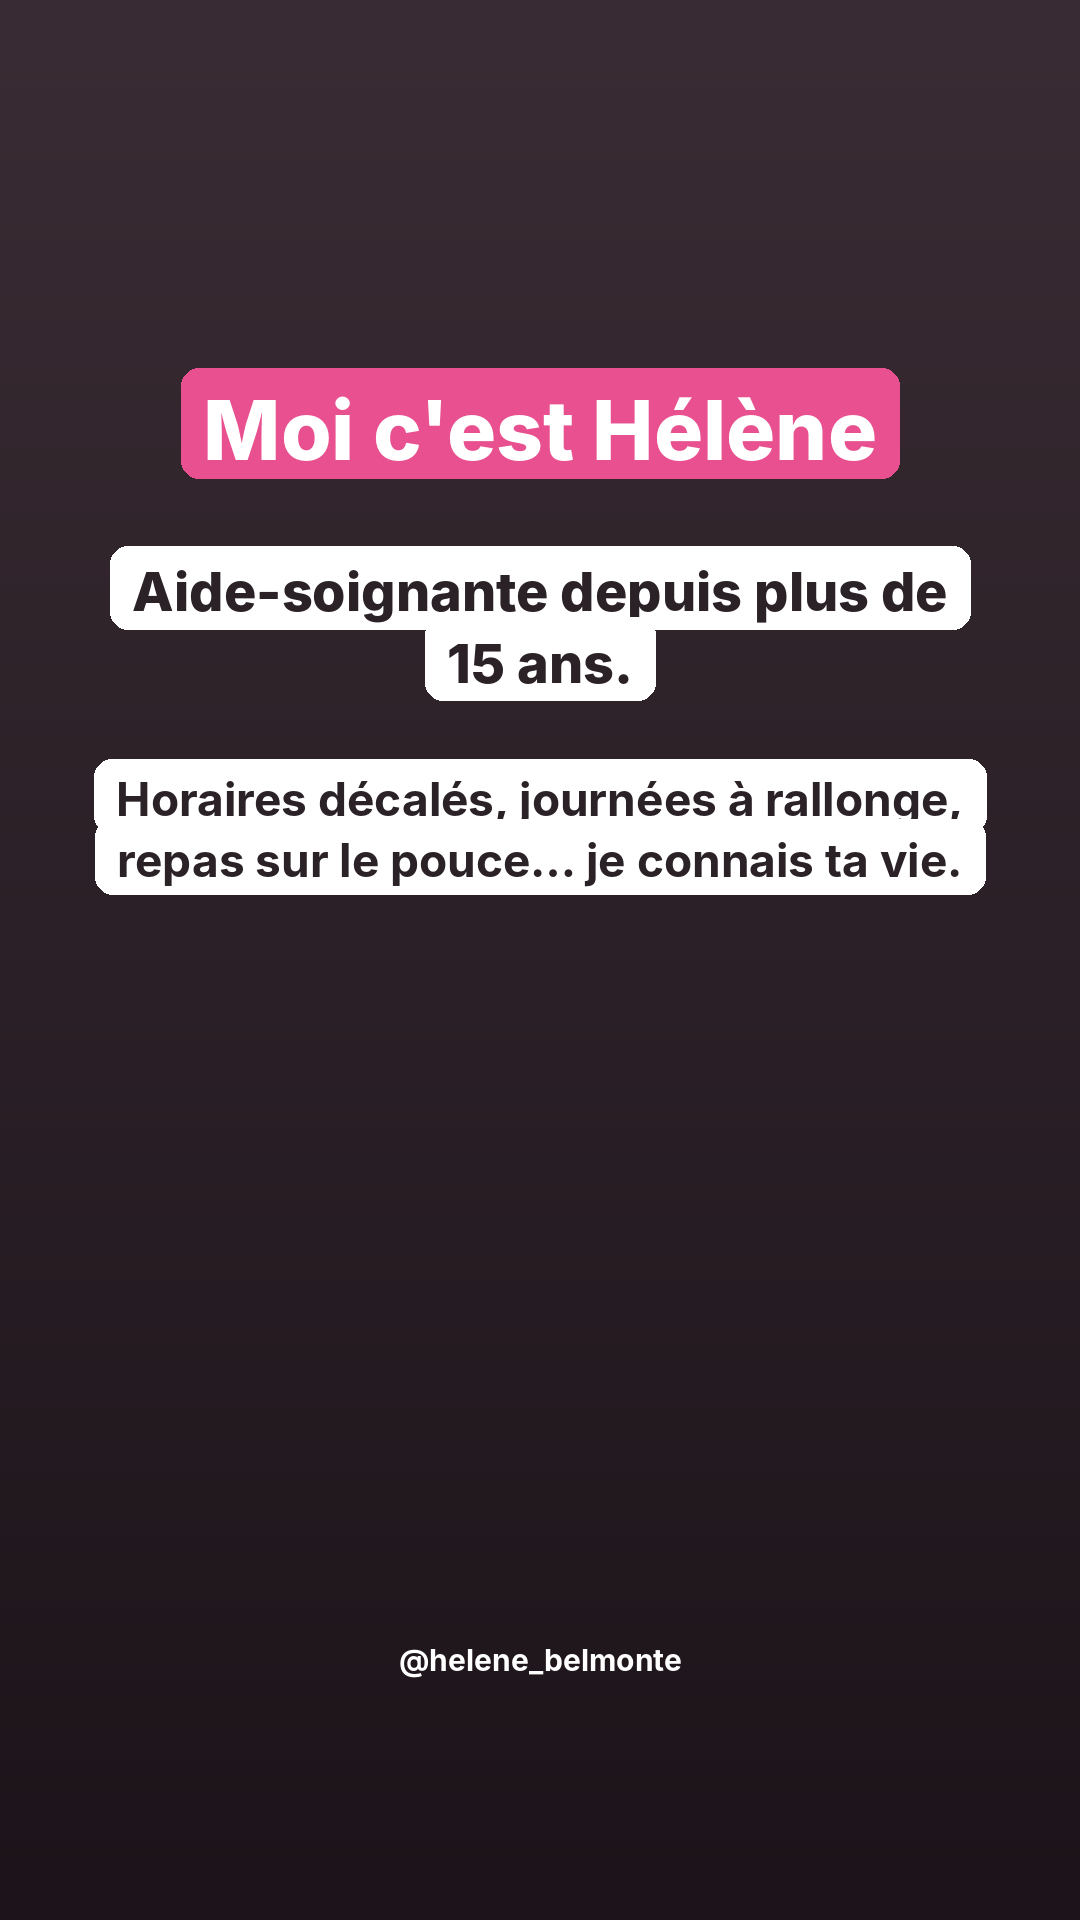 Moi c'est Hélène
Aide-soignante depuis plus de
15 ans.
Horaires décalés, journées à rallonge,
repas sur le pouce... je connais ta vie.
@helene_belmonte